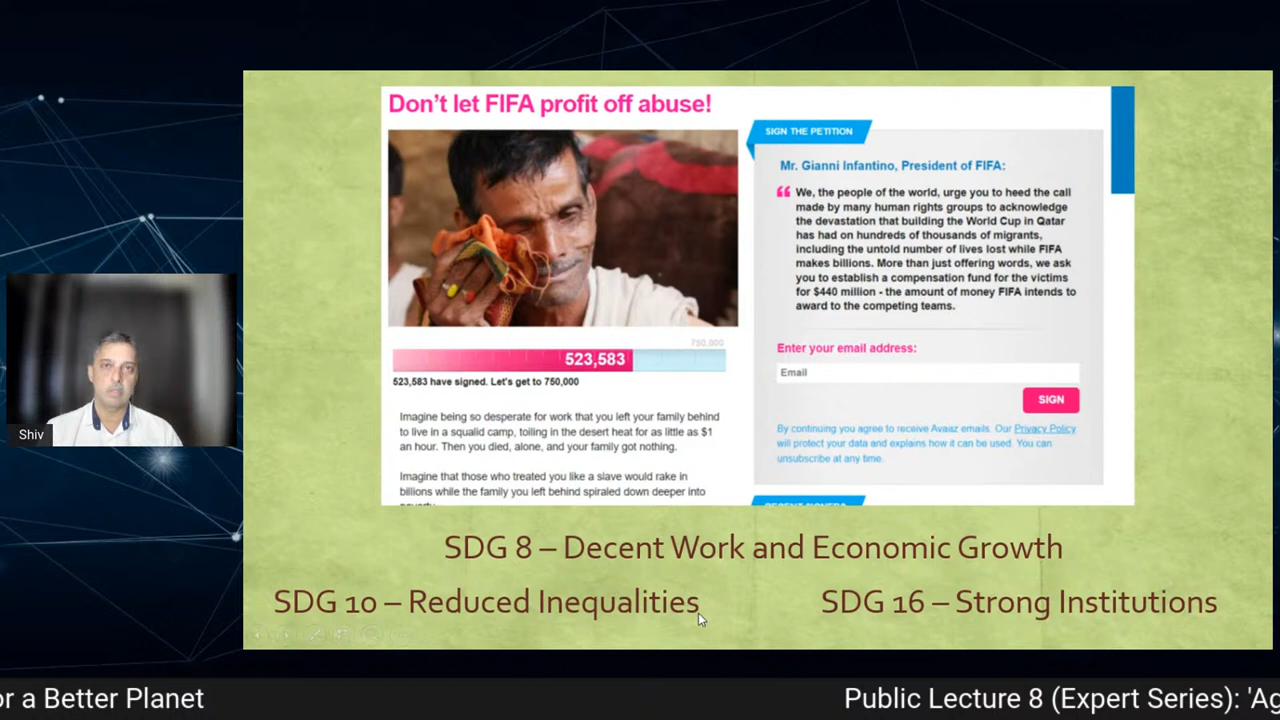 Don't let FIFA profit off abuse!
SIGN THE PETITION
Mr. Gianni Infantino, President of FIFA:
We, the people of the world, urge you to heed the call
made by many human rights groups to acknowledge
the devastation that building the World Cup in Qatar
has had on hundreds of thousands of migrants,
including the untold number of lives lost while FIFA
makes billions. More than just offering words, we ask
you to establish a compensation fund for the victims
for $440 million - the amount of money FIFA intends to
award to the competing teams.
750,000
523,583
523,583 have signed. Let's get to 750,000
Enter your email address:
Email
SIGN
By continuing you agree to receive Avaaz emails. Our Privacy Policy
will protect your data and explains how it can be used. You can
unsubscribe at any time.
Imagine being so desperate for work that you left your family behind
to live in a squalid camp, toiling in the desert heat for as little as $1
an hour. Then you died, alone, and your family got nothing.
Imagine that those who treated you like a slave would rake in
billions while the family you left behind spiraled down deeper into
Shiv
SDG 8 – Decent Work and Economic Growth
SDG 10 – Reduced Inequalities
SDG 16 – Strong Institutions
or a Better Planet
Public Lecture 8 (Expert Series): 'Ag